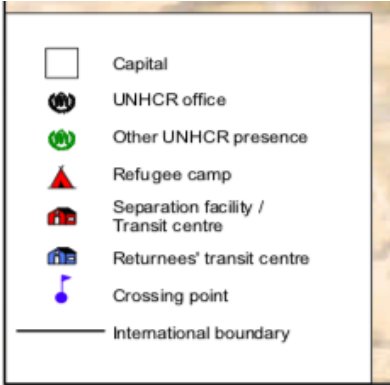 Capital
UNHCR office
Other UNHCR presence
Refugee camp
Separation facility /
Transit centre
Returnees' transit centre
Crossing point
International boundary